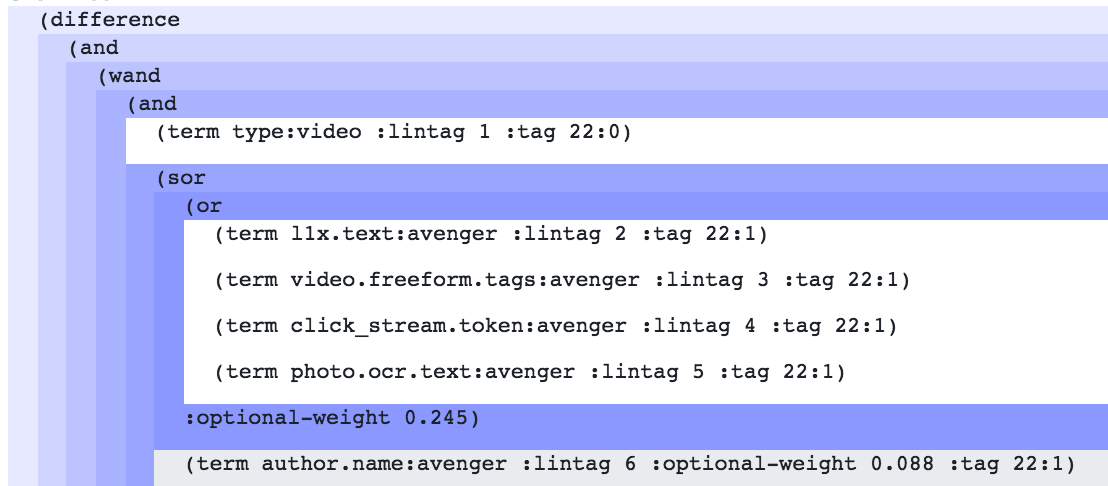 (difference
(and
(wand
(and
(term type:video :lintag 1 :tag 22:0)
(sor
(or
(term l1x.text:avenger :lintag 2 :tag 22:1)
(term video.freeform.tags:avenger :lintag 3 :tag 22:1)
(term click_stream.token:avenger :lintag 4 :tag 22:1)
(term photo.ocr.text:avenger :lintag 5 :tag 22:1)
:optional-weight 0.245)
(term author.name:avenger :lintag 6 :optional-weight 0.088 :tag 22:1)